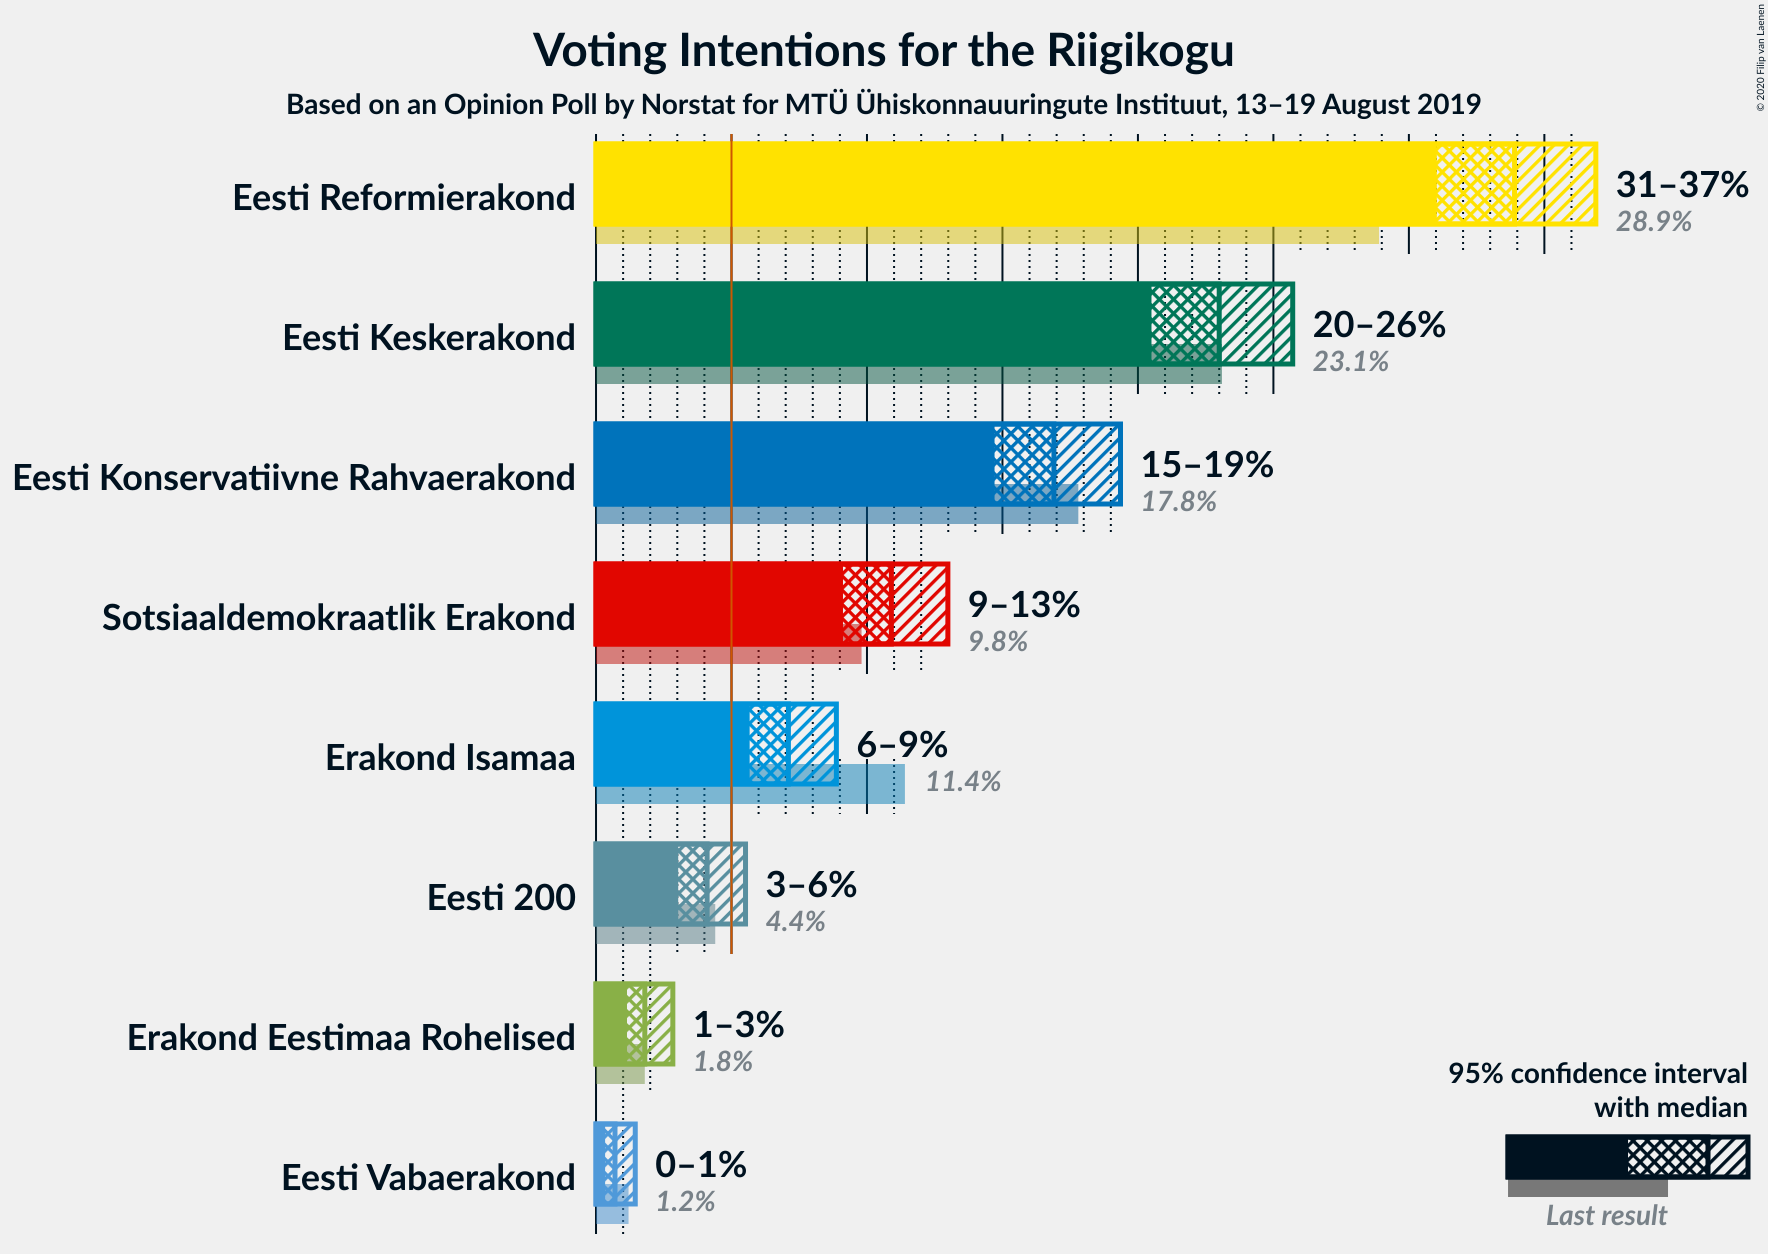 Voting Intentions for the Riigikogu
Based on an Opinion Poll by Norstat for MTÜ Ühiskonnauuringute Instituut, 13–19 August 2019
© 2020 Filip van Laenen
Eesti Reformierakond
31–37%
28.9%
Eesti Keskerakond
20–26%
23.1%
Eesti Konservatiivne Rahvaerakond
15–19%
17.8%
Sotsiaaldemokraatlik Erakond
9–13%
9.8%
Erakond Isamaa
6–9%
11.4%
Eesti 200
3–6%
4.4%
Erakond Eestimaa Rohelised
1–3%
1.8%
Eesti Vabaerakond
0–1%
1.2%
95% confidence interval
with median
Last result